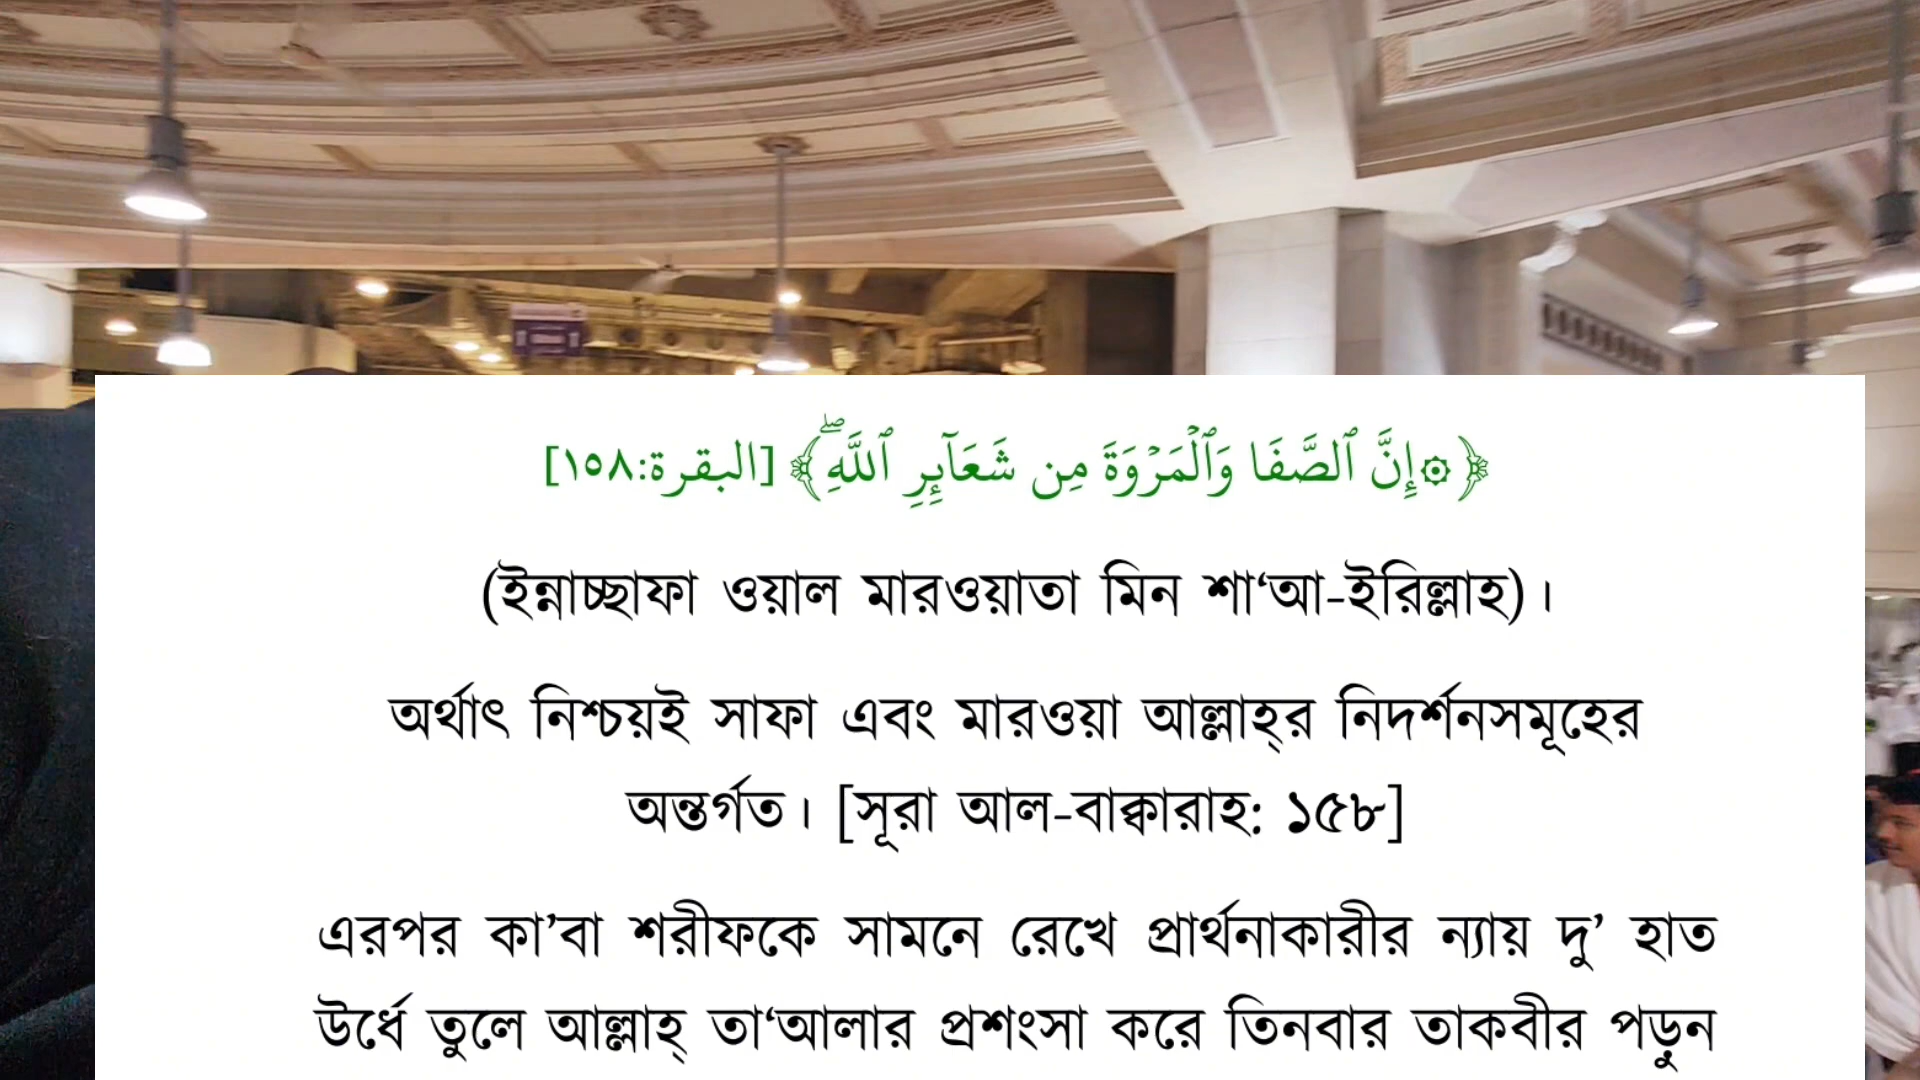 ﴿۞إِنَّ ٱلصَّفَا وَٱلۡمَرۡوَةَ مِن شَعَآئِرِ ٱللَّهِۖ﴾ [البقرة:١٥٨]
(ইন্নাচ্ছাফা ওয়াল মারওয়াতা মিন শা‘আ-ইরিল্লাহ)।
অর্থাৎ নিশ্চয়ই সাফা এবং মারওয়া আল্লাহ্‌র নিদর্শনসমূহের
অন্তর্গত। [সূরা আল-বাক্বারাহ: ১৫৮]
এরপর কা’বা শরীফকে সামনে রেখে প্রার্থনাকারীর ন্যায় দু’ হাত
উর্ধে তুলে আল্লাহ্ তা‘আলার প্রশংসা করে তিনবার তাকবীর পড়ুন